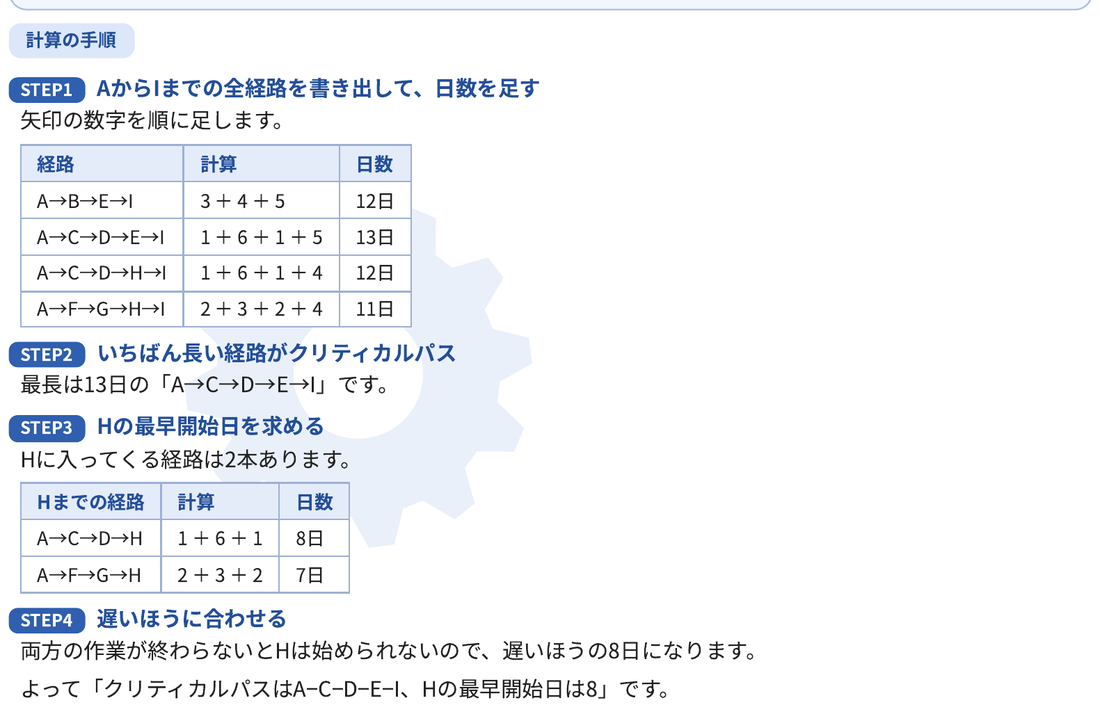 計算の手順
STEP1 AからIまでの全経路を書き出して、日数を足す
矢印の数字を順に足します。
経路 計算 日数
A→B→E→I 3＋4＋5 12日
A→C→D→E→I 1＋6＋1＋5 13日
A→C→D→H→I 1＋6＋1＋4 12日
A→F→G→H→I 2＋3＋2＋4 11日
STEP2 いちばん長い経路がクリティカルパス
最長は13日の「A→C→D→E→I」です。
STEP3 Hの最早開始日を求める
Hに入ってくる経路は2本あります。
Hまでの経路 計算 日数
A→C→D→H 1＋6＋1 8日
A→F→G→H 2＋3＋2 7日
STEP4 遅いほうに合わせる
両方の作業が終わらないとHは始められないので、遅いほうの8日になります。
よって「クリティカルパスはA−C−D−E−I、Hの最早開始日は8」です。